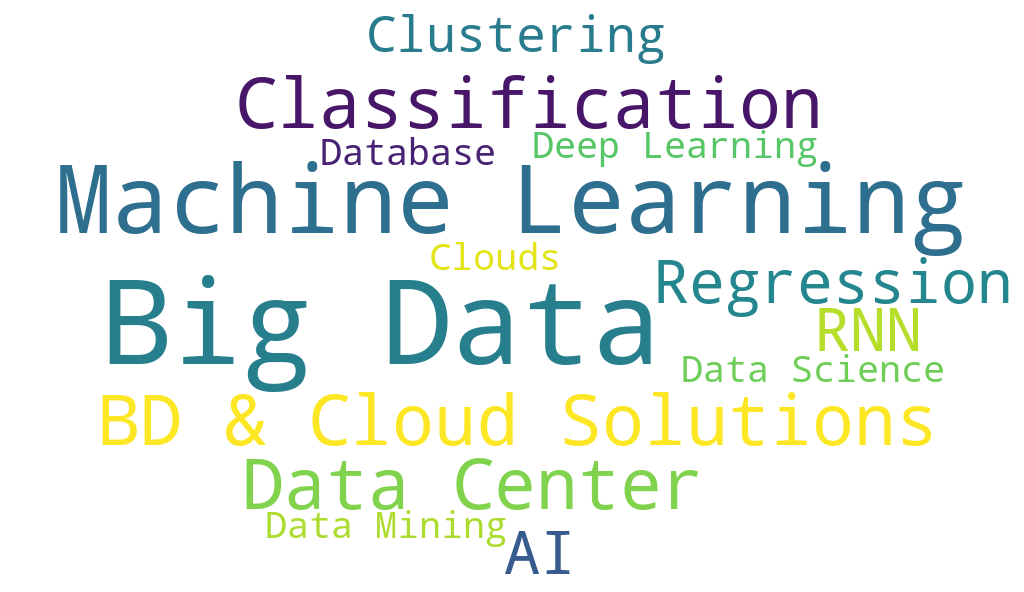 Clustering
Classification
Database
Deep Learning
Machine Learning
Clouds
Regression
Big Data
RNN
Data Science
BD & Cloud Solutions
Data Center
Data Mining
AI